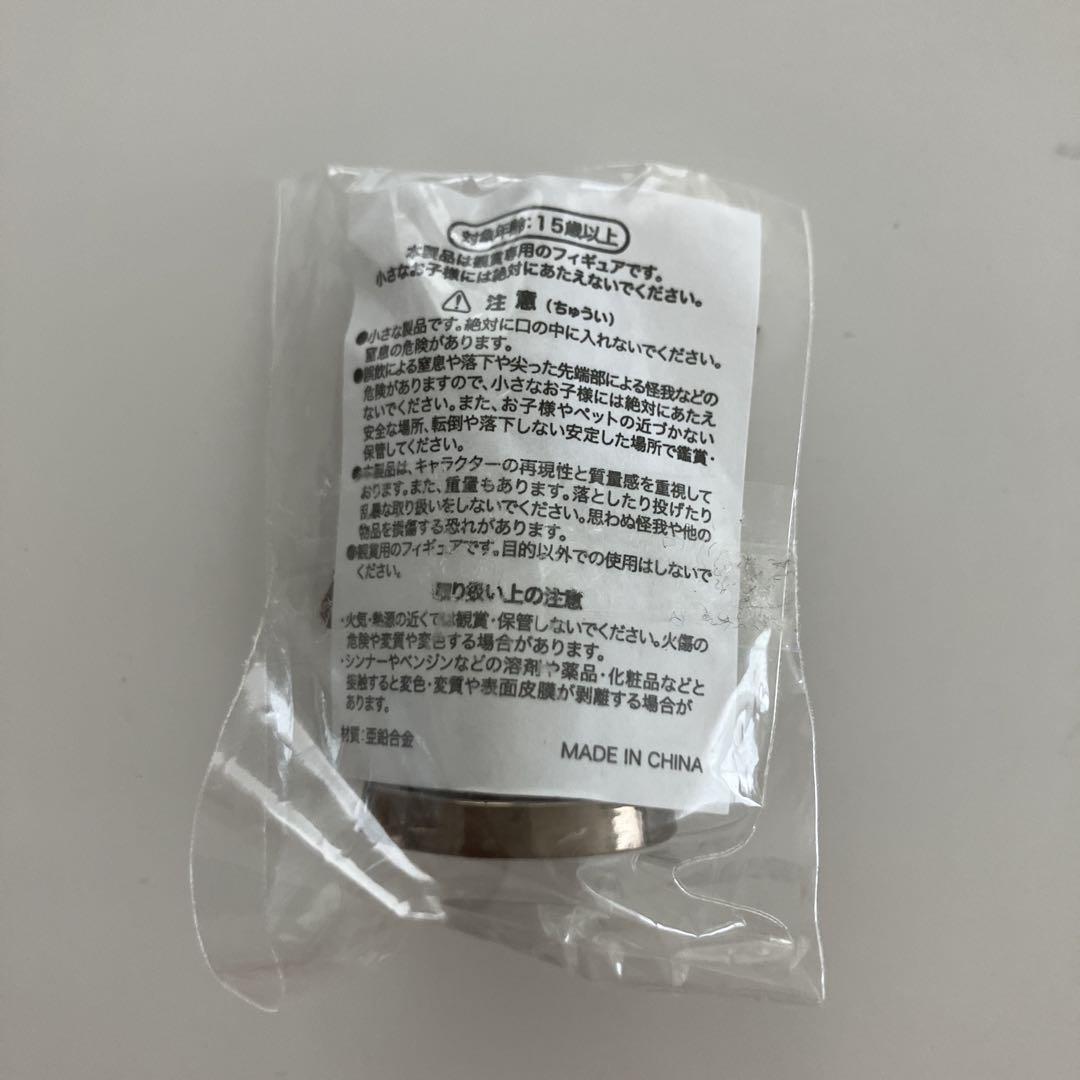 対象年齢:15歳以上
本製品は観賞専用のフィギュアです。
小さなお子様には絶対にあたえないでください。
⚠ 注意(ちゅうい)
●小さな製品です。絶対に口の中に入れないでください。
窒息の危険があります。
●誤飲による窒息や落下や尖った先端部による怪我などの
危険がありますので、小さなお子様には絶対にあたえ
ないでください。また、お子様やペットの近づかない
安全な場所、転倒や落下しない安定した場所で鑑賞・
保管してください。
●本製品は、キャラクターの再現性と質量感を重視して
おります。また、重量もあります。落としたり投げたり
乱暴な取り扱いをしないでください。思わぬ怪我や他の
物品を損傷する恐れがあります。
●観賞用のフィギュアです。目的以外での使用はしないで
ください。
取り扱い上の注意
・火気・熱源の近くでは観賞・保管しないでください。火傷の
危険や変質や変色する場合があります。
・シンナーやベンジンなどの溶剤や薬品・化粧品などと
接触すると変色・変質や表面皮膜が剥離する場合が
あります。
材質:亜鉛合金
MADE IN CHINA